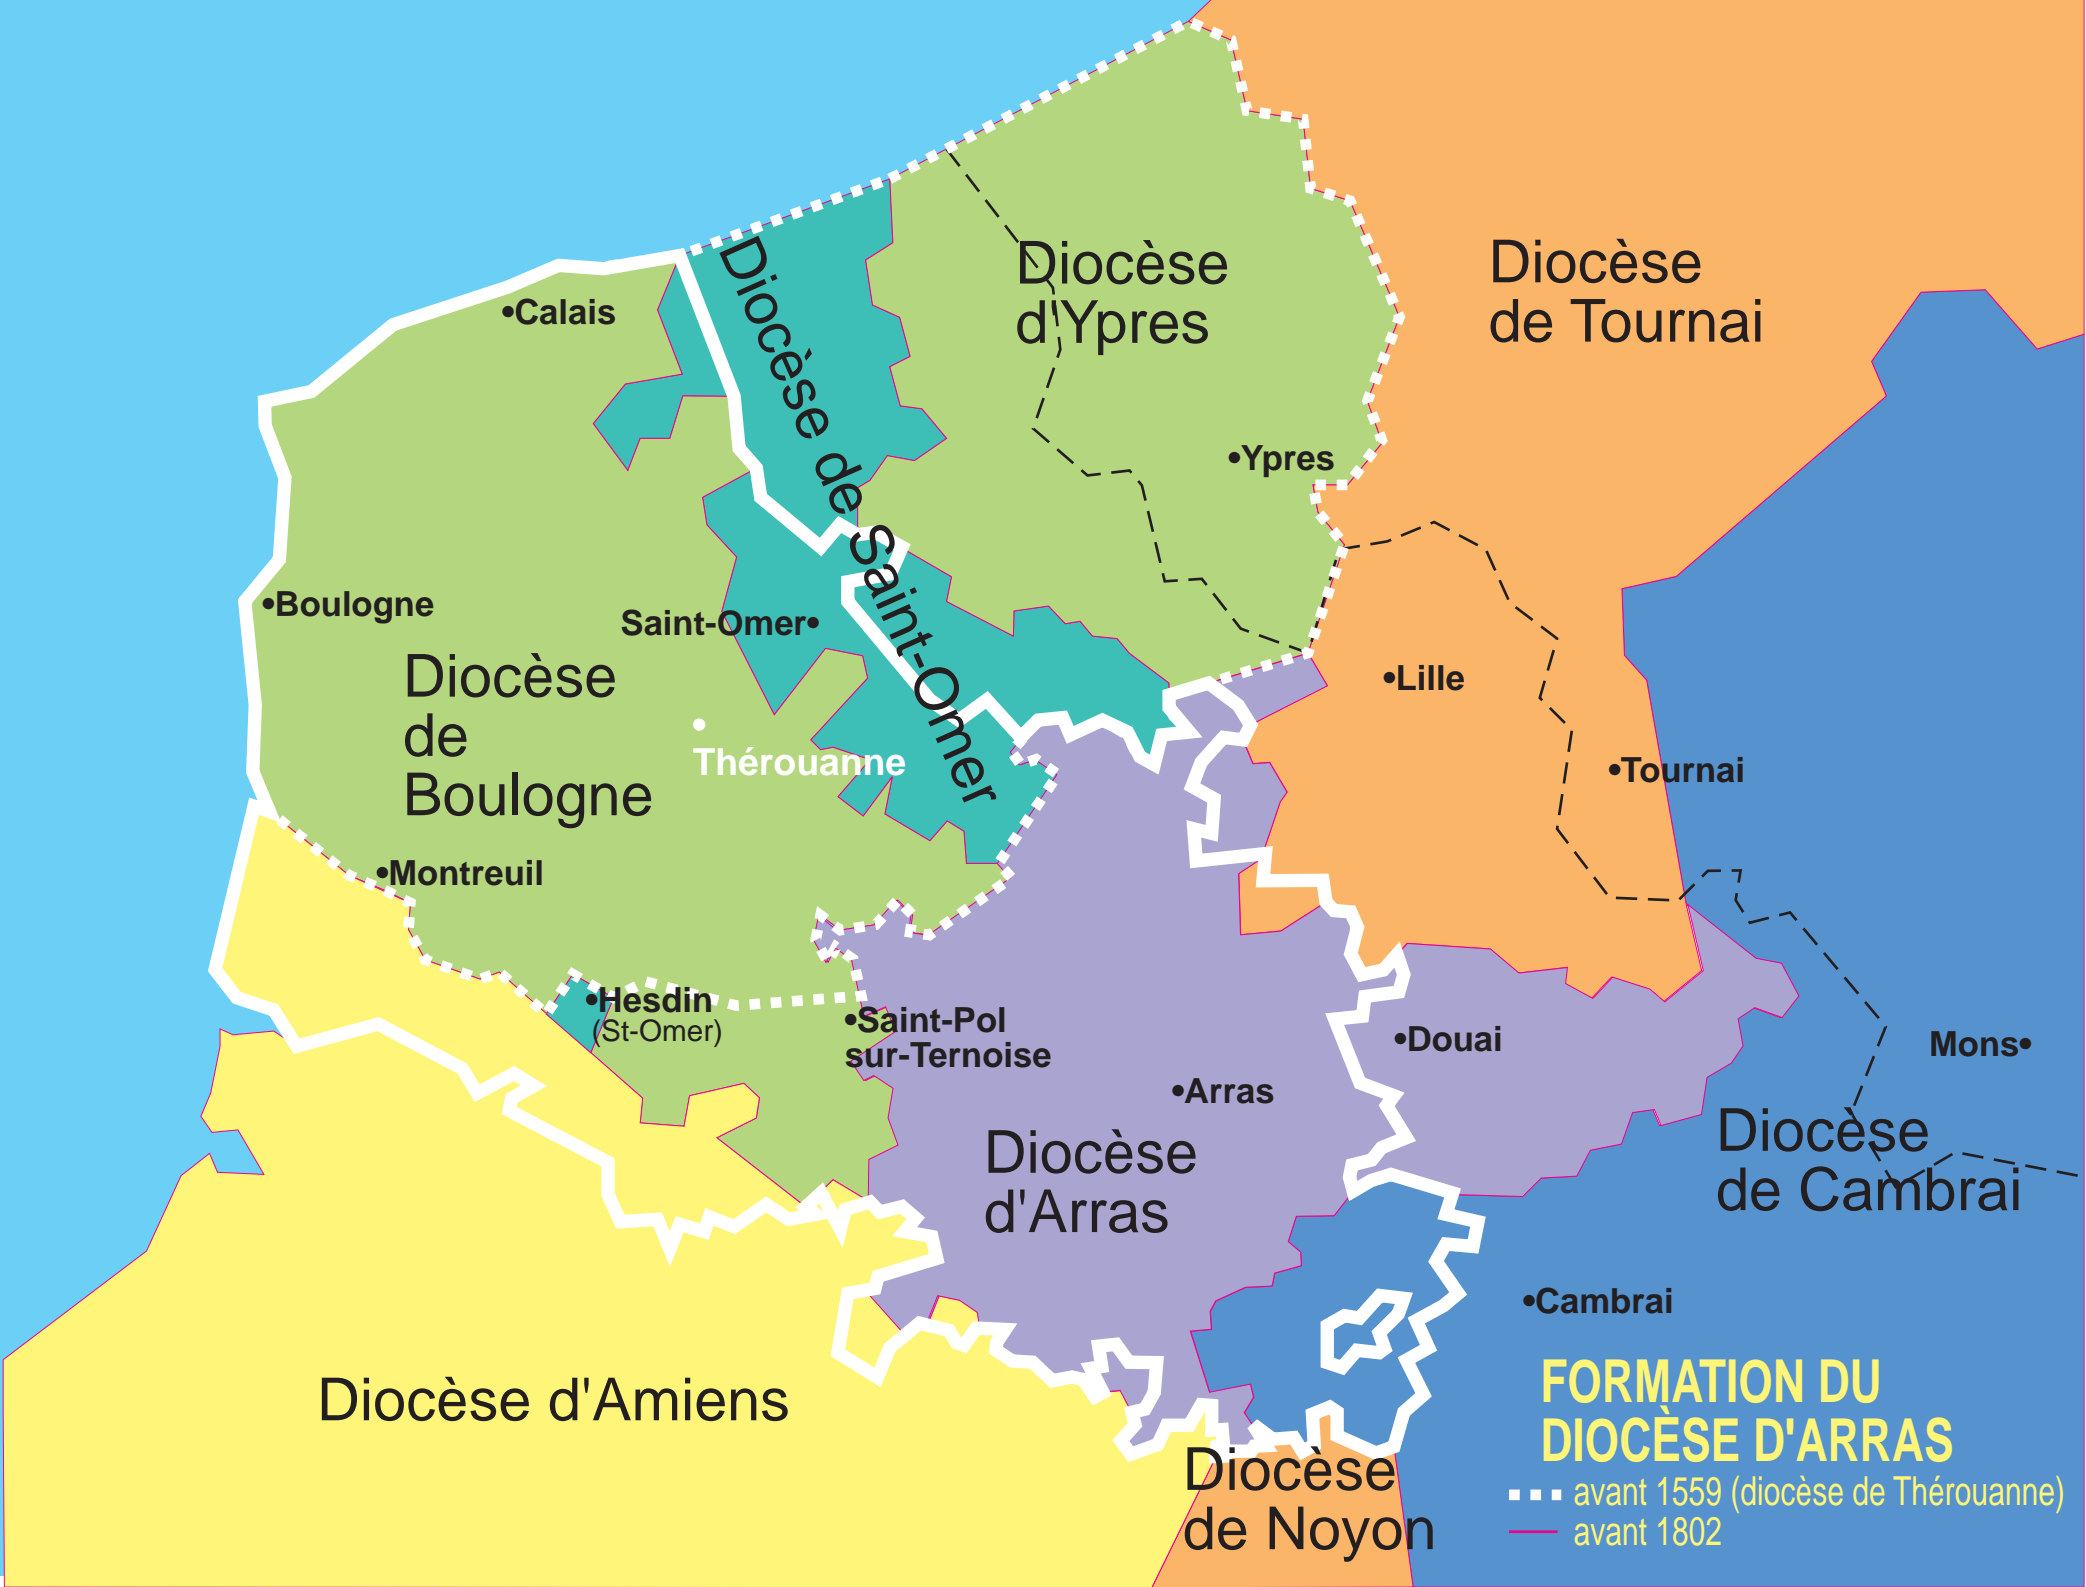 Diocèse
d'Ypres
Diocèse
de Tournai
•Calais
Diocèse de Saint-Omer
•Ypres
•Boulogne
Saint-Omer•
Diocèse
de
Boulogne
•Lille
Thérouanne
•Tournai
•Montreuil
•Hesdin
(St-Omer)
•Saint-Pol
sur-Ternoise
•Douai
Mons•
•Arras
Diocèse
d'Arras
Diocèse
de Cambrai
•Cambrai
Diocèse d'Amiens
Diocèse
de Noyon
FORMATION DU
DIOCÈSE D'ARRAS
avant 1559 (diocèse de Thérouanne)
avant 1802